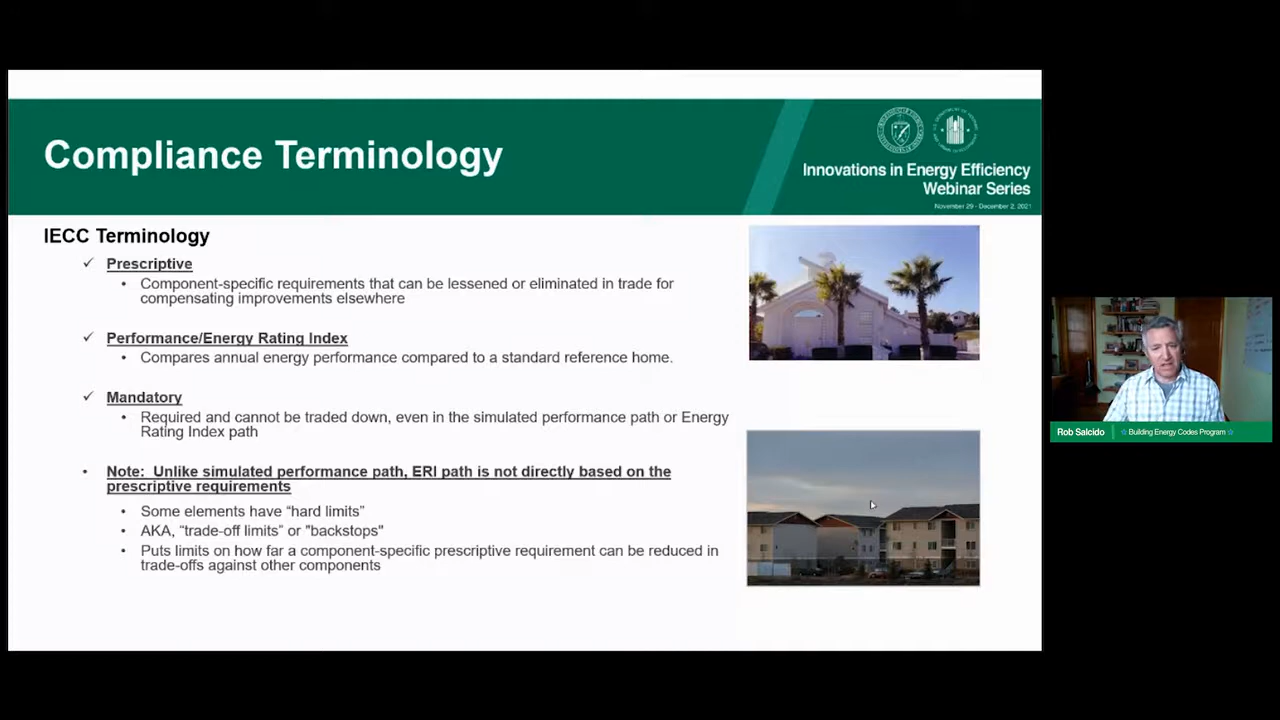 Compliance Terminology
Innovations in Energy Efficiency
Webinar Series
November 29 - December 2, 2021
IECC Terminology
✓ Prescriptive
• Component-specific requirements that can be lessened or eliminated in trade for
compensating improvements elsewhere
✓ Performance/Energy Rating Index
• Compares annual energy performance compared to a standard reference home.
✓ Mandatory
• Required and cannot be traded down, even in the simulated performance path or Energy
Rating Index path
• Note: Unlike simulated performance path, ERI path is not directly based on the
prescriptive requirements
• Some elements have “hard limits”
• AKA, “trade-off limits” or "backstops"
• Puts limits on how far a component-specific prescriptive requirement can be reduced in
trade-offs against other components
Rob Salcido
☆ Building Energy Codes Program ☆